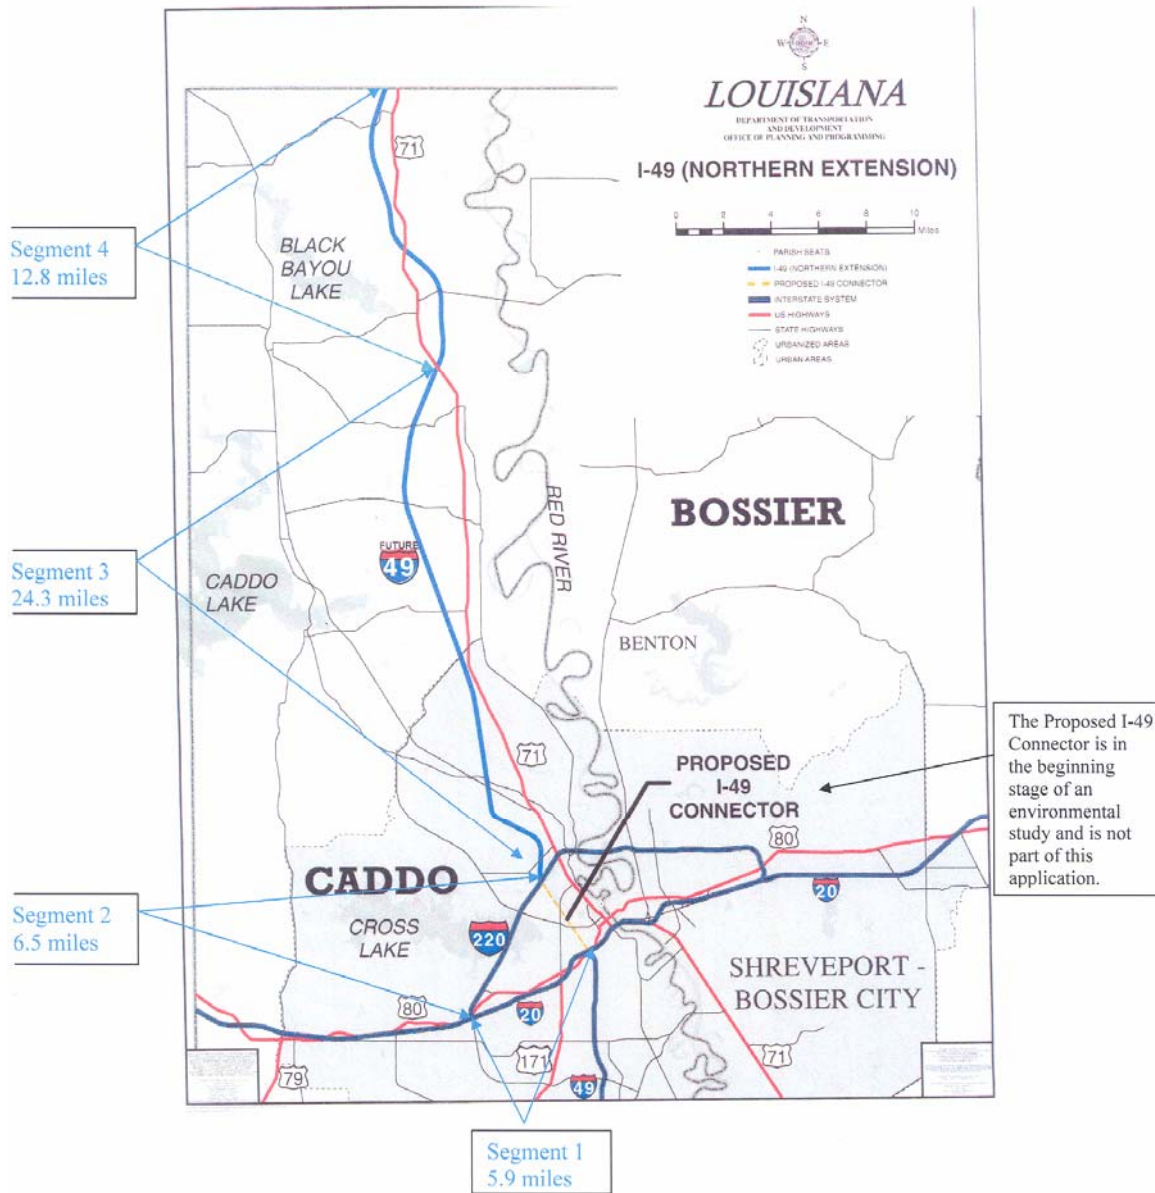 N
W
E
S
LOUISIANA
DEPARTMENT OF TRANSPORTATION
AND DEVELOPMENT
OFFICE OF PLANNING AND PROGRAMMING
I-49 (NORTHERN EXTENSION)
0 2 4 6 8 10
Miles
PARISH SEATS
I-49 (NORTHERN EXTENSION)
PROPOSED I-49 CONNECTOR
INTERSTATE SYSTEM
US HIGHWAYS
STATE HIGHWAYS
URBANIZED AREAS
URBAN AREAS
71
Segment 4
12.8 miles
BLACK
BAYOU
LAKE
RED RIVER
BOSSIER
FUTURE
49
Segment 3
24.3 miles
CADDO
LAKE
BENTON
71
PROPOSED
I-49
CONNECTOR
The Proposed I-49
Connector is in
the beginning
stage of an
environmental
study and is not
part of this
application.
80
20
CADDO
CROSS
LAKE
220
Segment 2
6.5 miles
SHREVEPORT -
BOSSIER CITY
80
20
171
71
79
49
Segment 1
5.9 miles